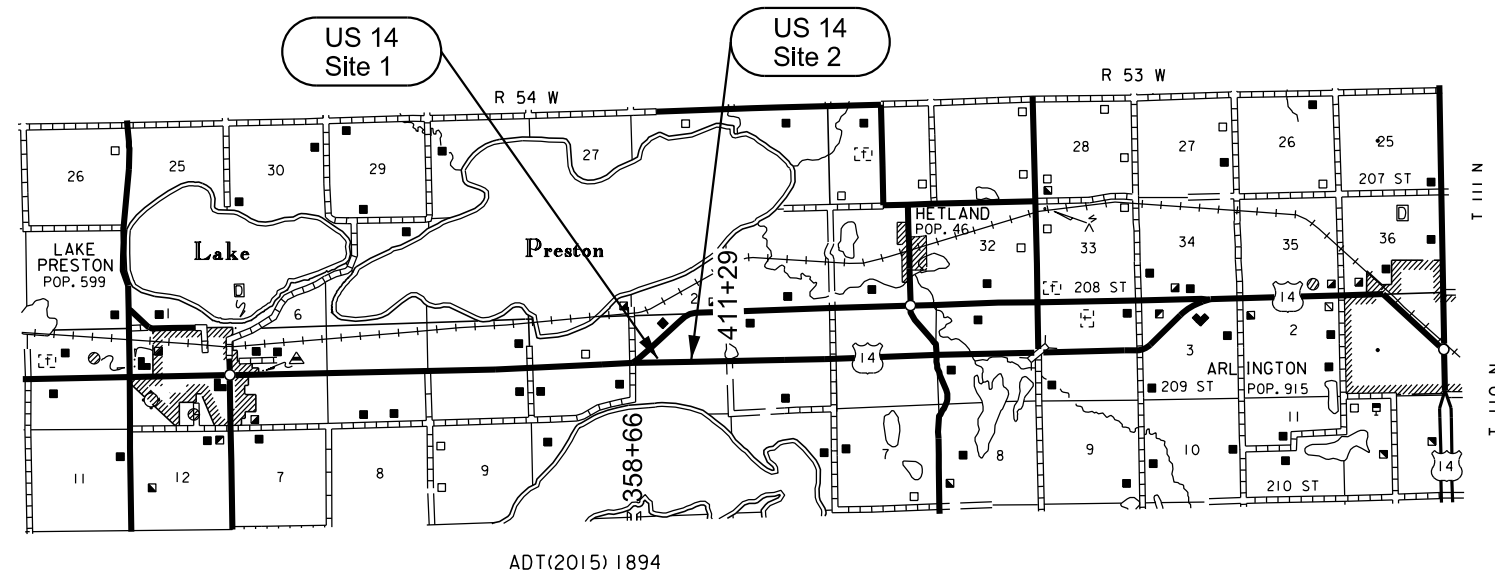 US 14
Site 1
US 14
Site 2
R 54 W
R 53 W
26
25
30
29
27
28
27
26
25
207 ST
T 111 N
LAKE
PRESTON
POP. 599
Lake
Preston
HETLAND
POP. 46
32
33
34
35
36
D
D
1
6
2
411+29
208 ST
14
14
3
2
ARLINGTON
POP. 915
209 ST
11
T 110 N
11
12
7
8
9
358+66
7
8
9
10
210 ST
14
ADT(2015) 1894